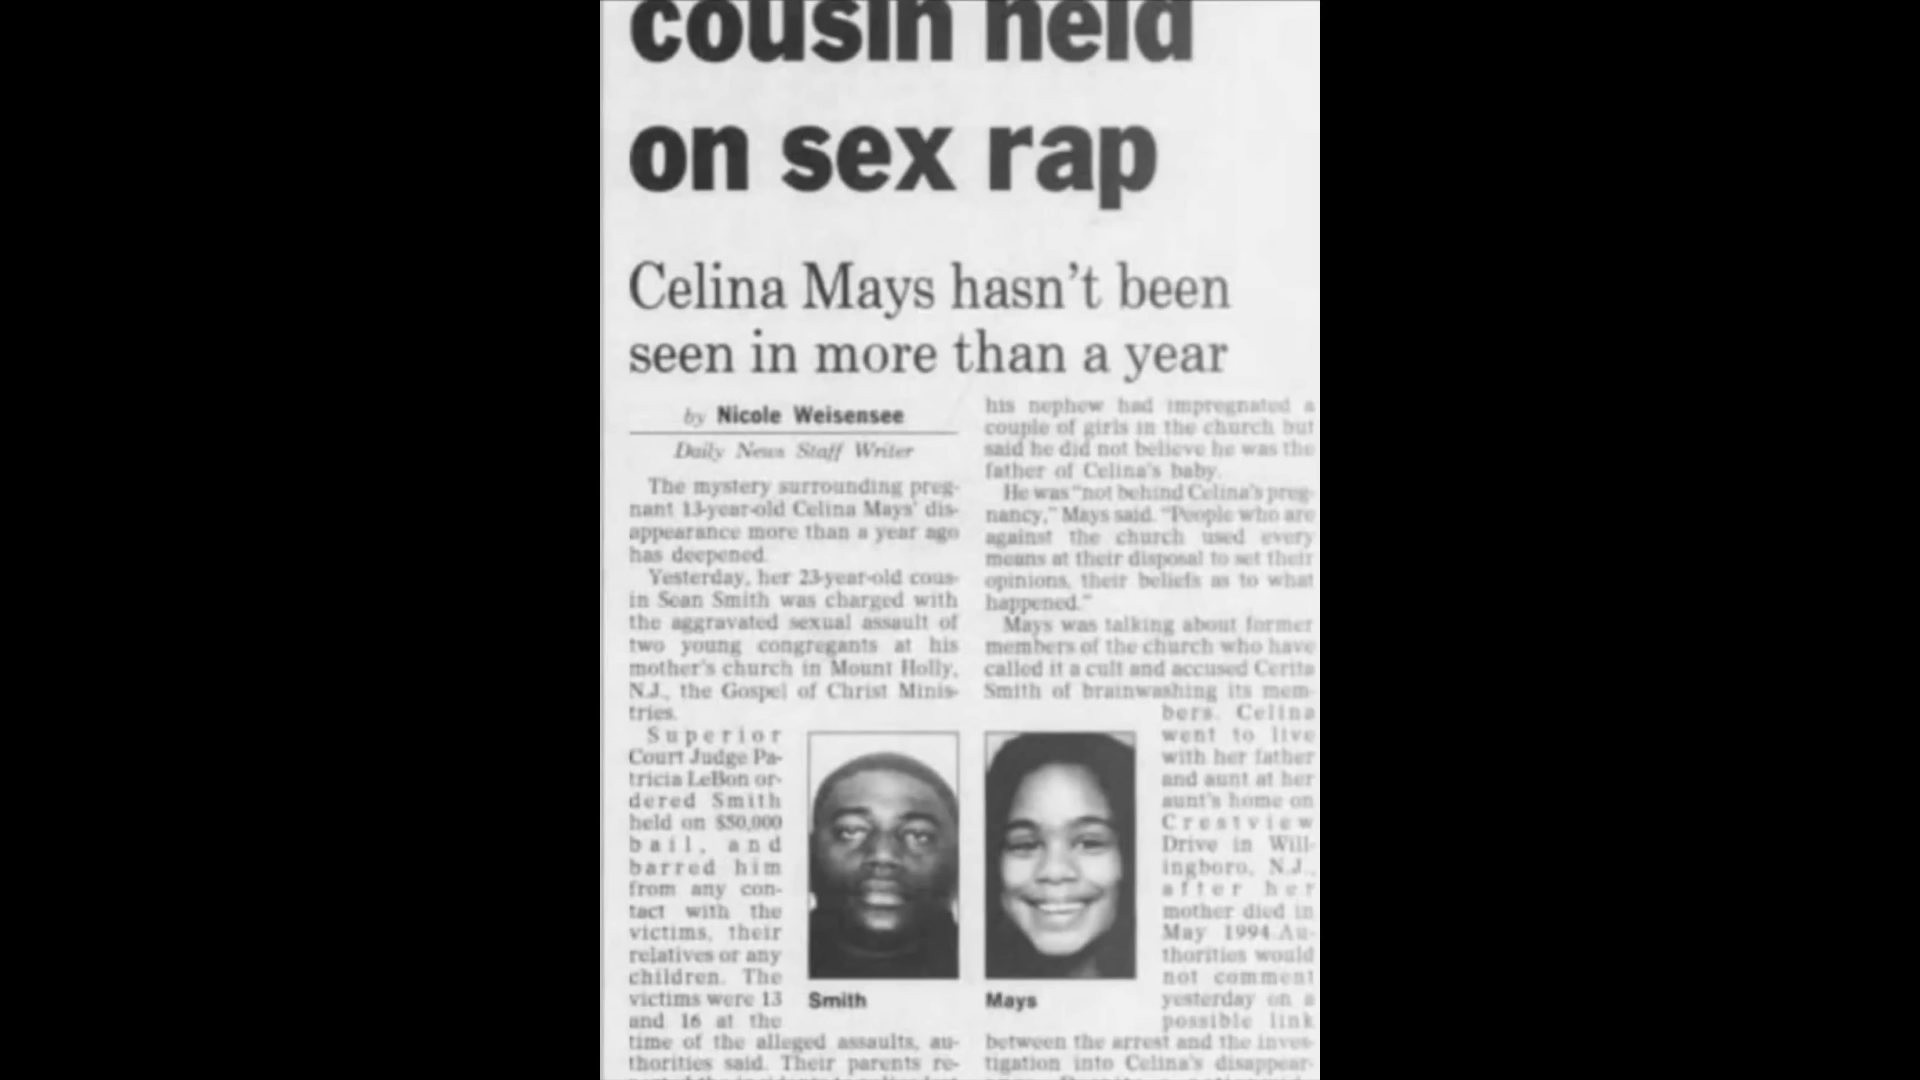 cousin held
on sex rap
Celina Mays hasn't been
seen in more than a year
by Nicole Weisensee
Daily News Staff Writer
The mystery surrounding preg-
nant 13-year-old Celina Mays' dis-
appearance more than a year ago
has deepened.
Yesterday, her 23-year-old cous-
in Sean Smith was charged with
the aggravated sexual assault of
two young congregants at his
mother's church in Mount Holly,
N.J., the Gospel of Christ Minis-
tries.
Superior
Court Judge Pa-
tricia LeBon or-
dered Smith
held on $50,000
bail, and
barred him
from any con-
tact with the
victims, their
relatives or any
children. The
victims were 13
and 16 at the
time of the alleged assaults, au-
thorities said. Their parents re-
his nephew had impregnated a
couple of girls in the church but
said he did not believe he was the
father of Celina's baby.
He was "not behind Celina's preg-
nancy," Mays said. "People who are
against the church used every
means at their disposal to set their
opinions, their beliefs as to what
happened."
Mays was talking about former
members of the church who have
called it a cult and accused Cerita
Smith of brainwashing its mem-
bers. Celina
went to live
with her father
and aunt at her
aunt's home on
Crestview
Drive in Will-
ingboro, N.J.,
after her
mother died in
May 1994. Au-
thorities would
not comment
yesterday on a
possible link
between the arrest and the inves-
tigation into Celina's disappear-
Smith
Mays